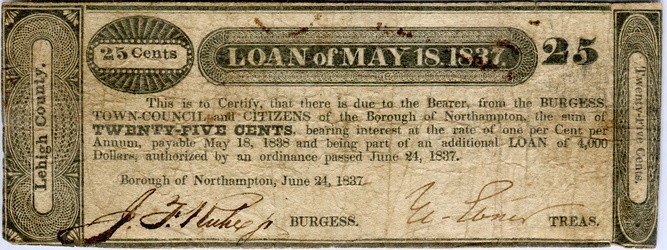 Lehigh County.
25 Cents
LOAN of MAY 18, 1837.
25
This is to Certify, that there is due to the Bearer, from the BURGESS,
TOWN-COUNCIL and CITIZENS of the Borough of Northampton, the sum of
TWENTY-FIVE CENTS, bearing interest at the rate of one per Cent per
Annum, payable May 18, 1838 and being part of an additional LOAN of 4,000
Dollars, authorized by an ordinance passed June 24, 1837.
Borough of Northampton, June 24, 1837.
BURGESS.
TREAS.
Twenty-Five Cents.